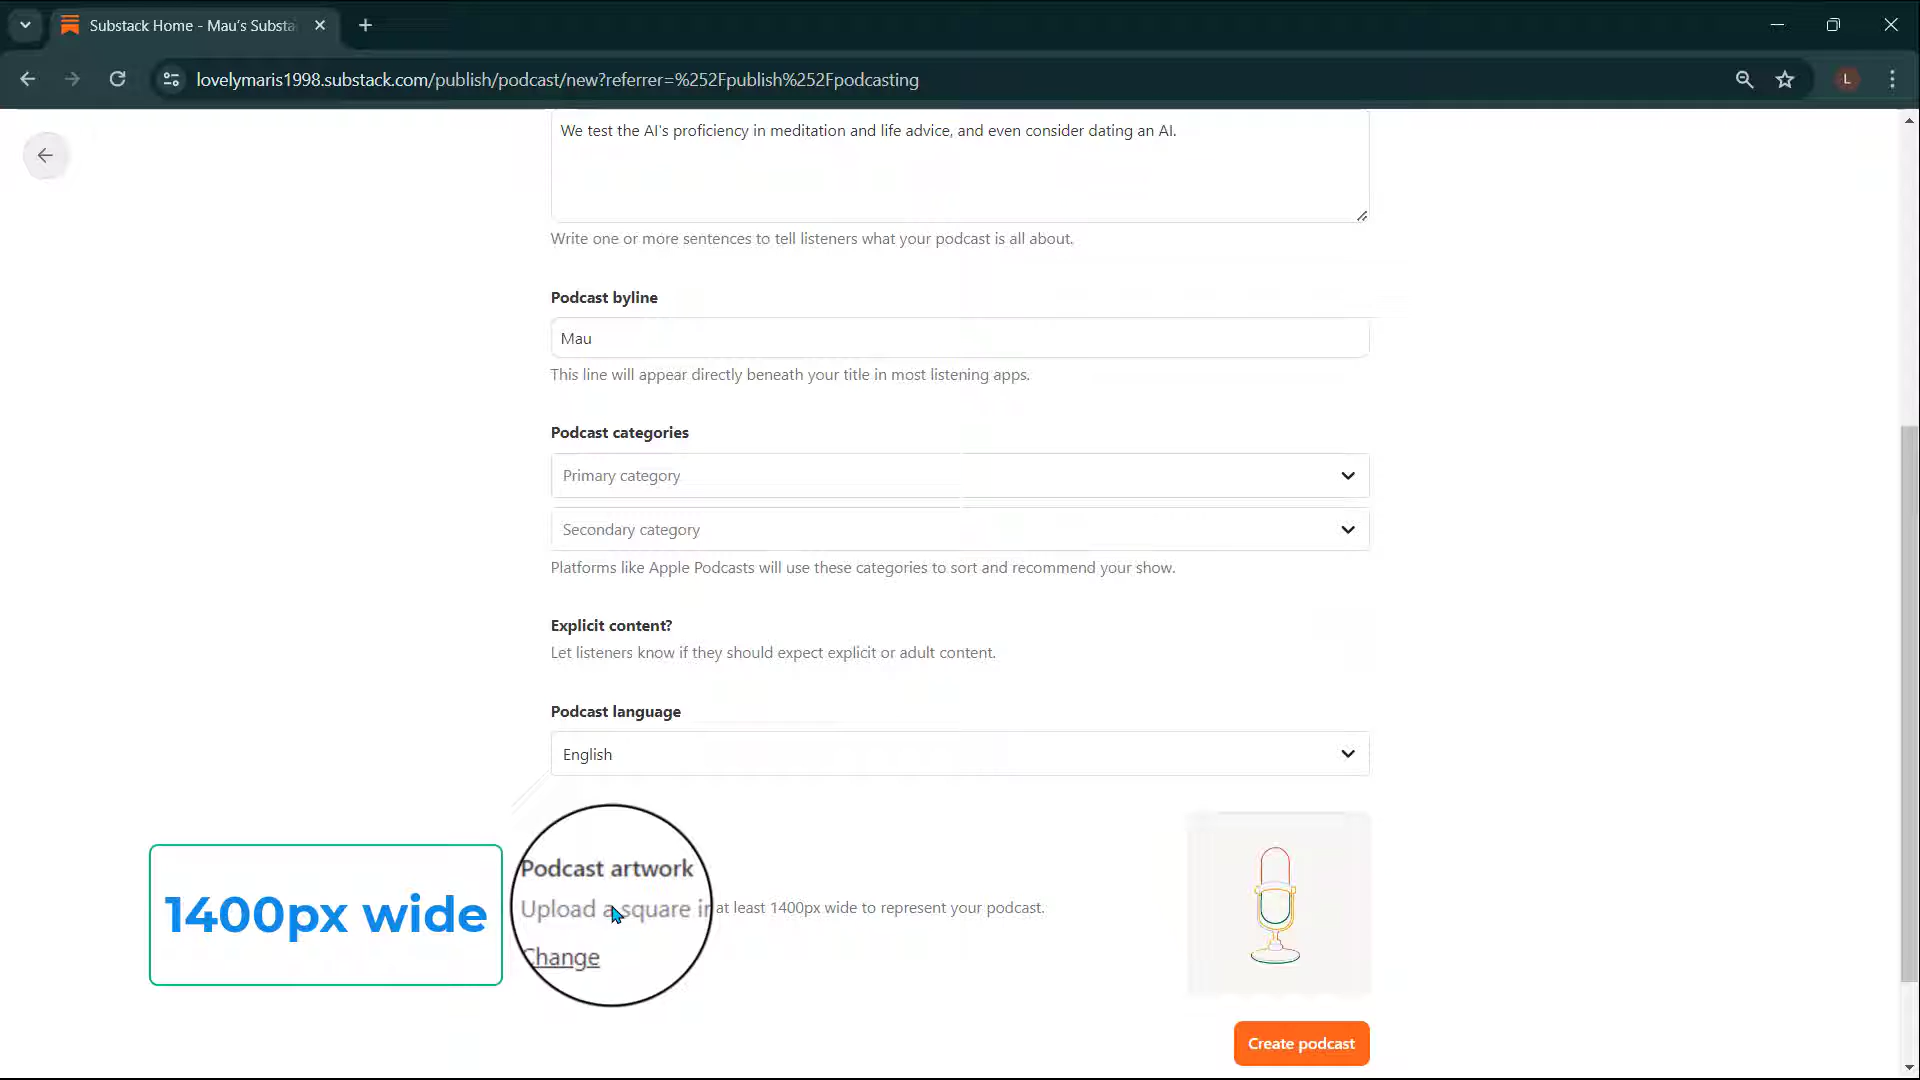 Substack Home - Mau's Substa
lovelymaris1998.substack.com/publish/podcast/new?referrer=%252Fpublish%252Fpodcasting
L
We test the AI's proficiency in meditation and life advice, and even consider dating an AI.
Write one or more sentences to tell listeners what your podcast is all about.
Podcast byline
Mau
This line will appear directly beneath your title in most listening apps.
Podcast categories
Primary category
Secondary category
Platforms like Apple Podcasts will use these categories to sort and recommend your show.
Explicit content?
Let listeners know if they should expect explicit or adult content.
Podcast language
English
Podcast artwork
1400px wide
Upload a square i at least 1400px wide to represent your podcast.
Change
Create podcast